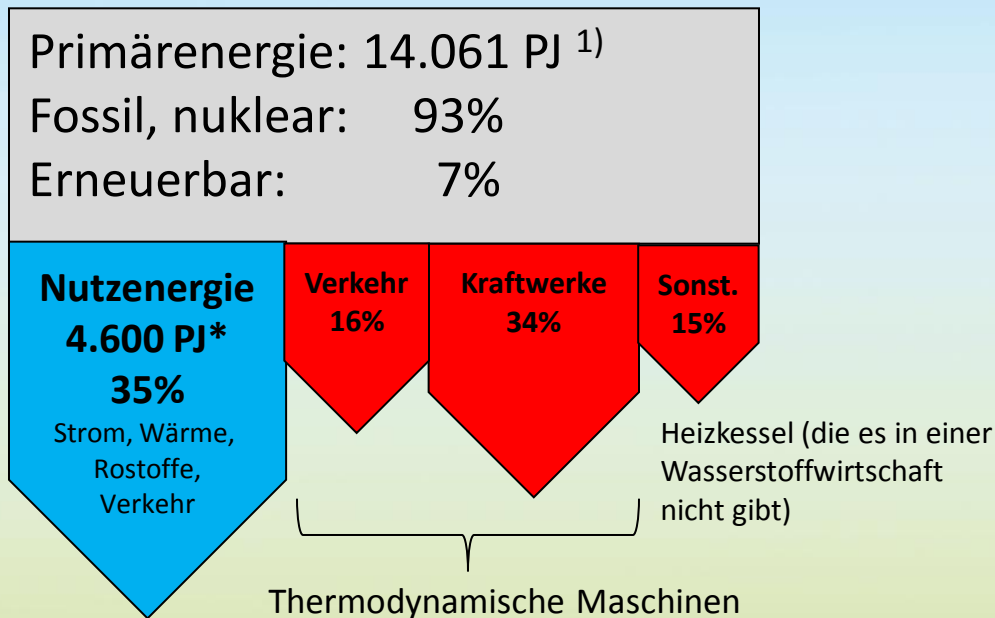 Primärenergie: 14.061 PJ 1)
Fossil, nuklear: 93%
Erneuerbar: 7%
Nutzenergie
4.600 PJ*
35%
Strom, Wärme,
Rostoffe,
Verkehr
Verkehr
16%
Kraftwerke
34%
Sonst.
15%
Heizkessel (die es in einer
Wasserstoffwirtschaft
nicht gibt)
Thermodynamische Maschinen